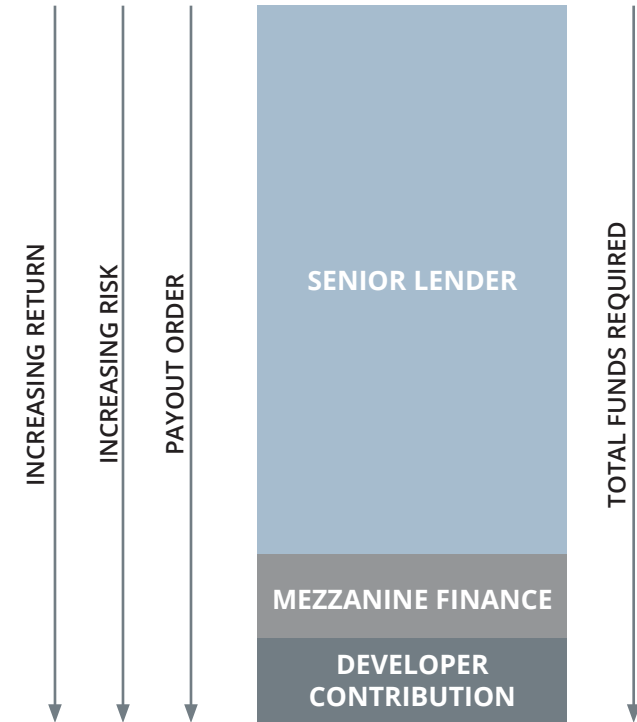 INCREASING RETURN
INCREASING RISK
PAYOUT ORDER
SENIOR LENDER
MEZZANINE FINANCE
DEVELOPER
CONTRIBUTION
TOTAL FUNDS REQUIRED